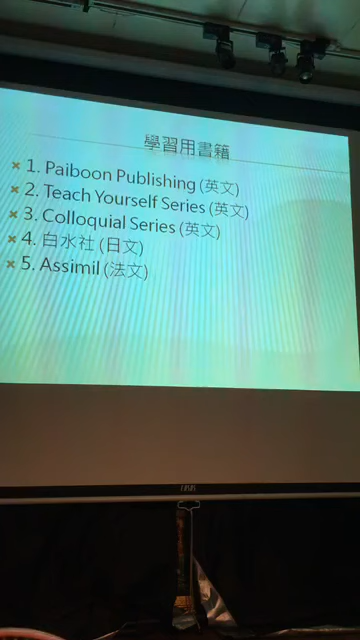 學習用書籍
1. Paiboon Publishing (英文)
2. Teach Yourself Series (英文)
3. Colloquial Series (英文)
4. 白水社 (日文)
5. Assimil (法文)